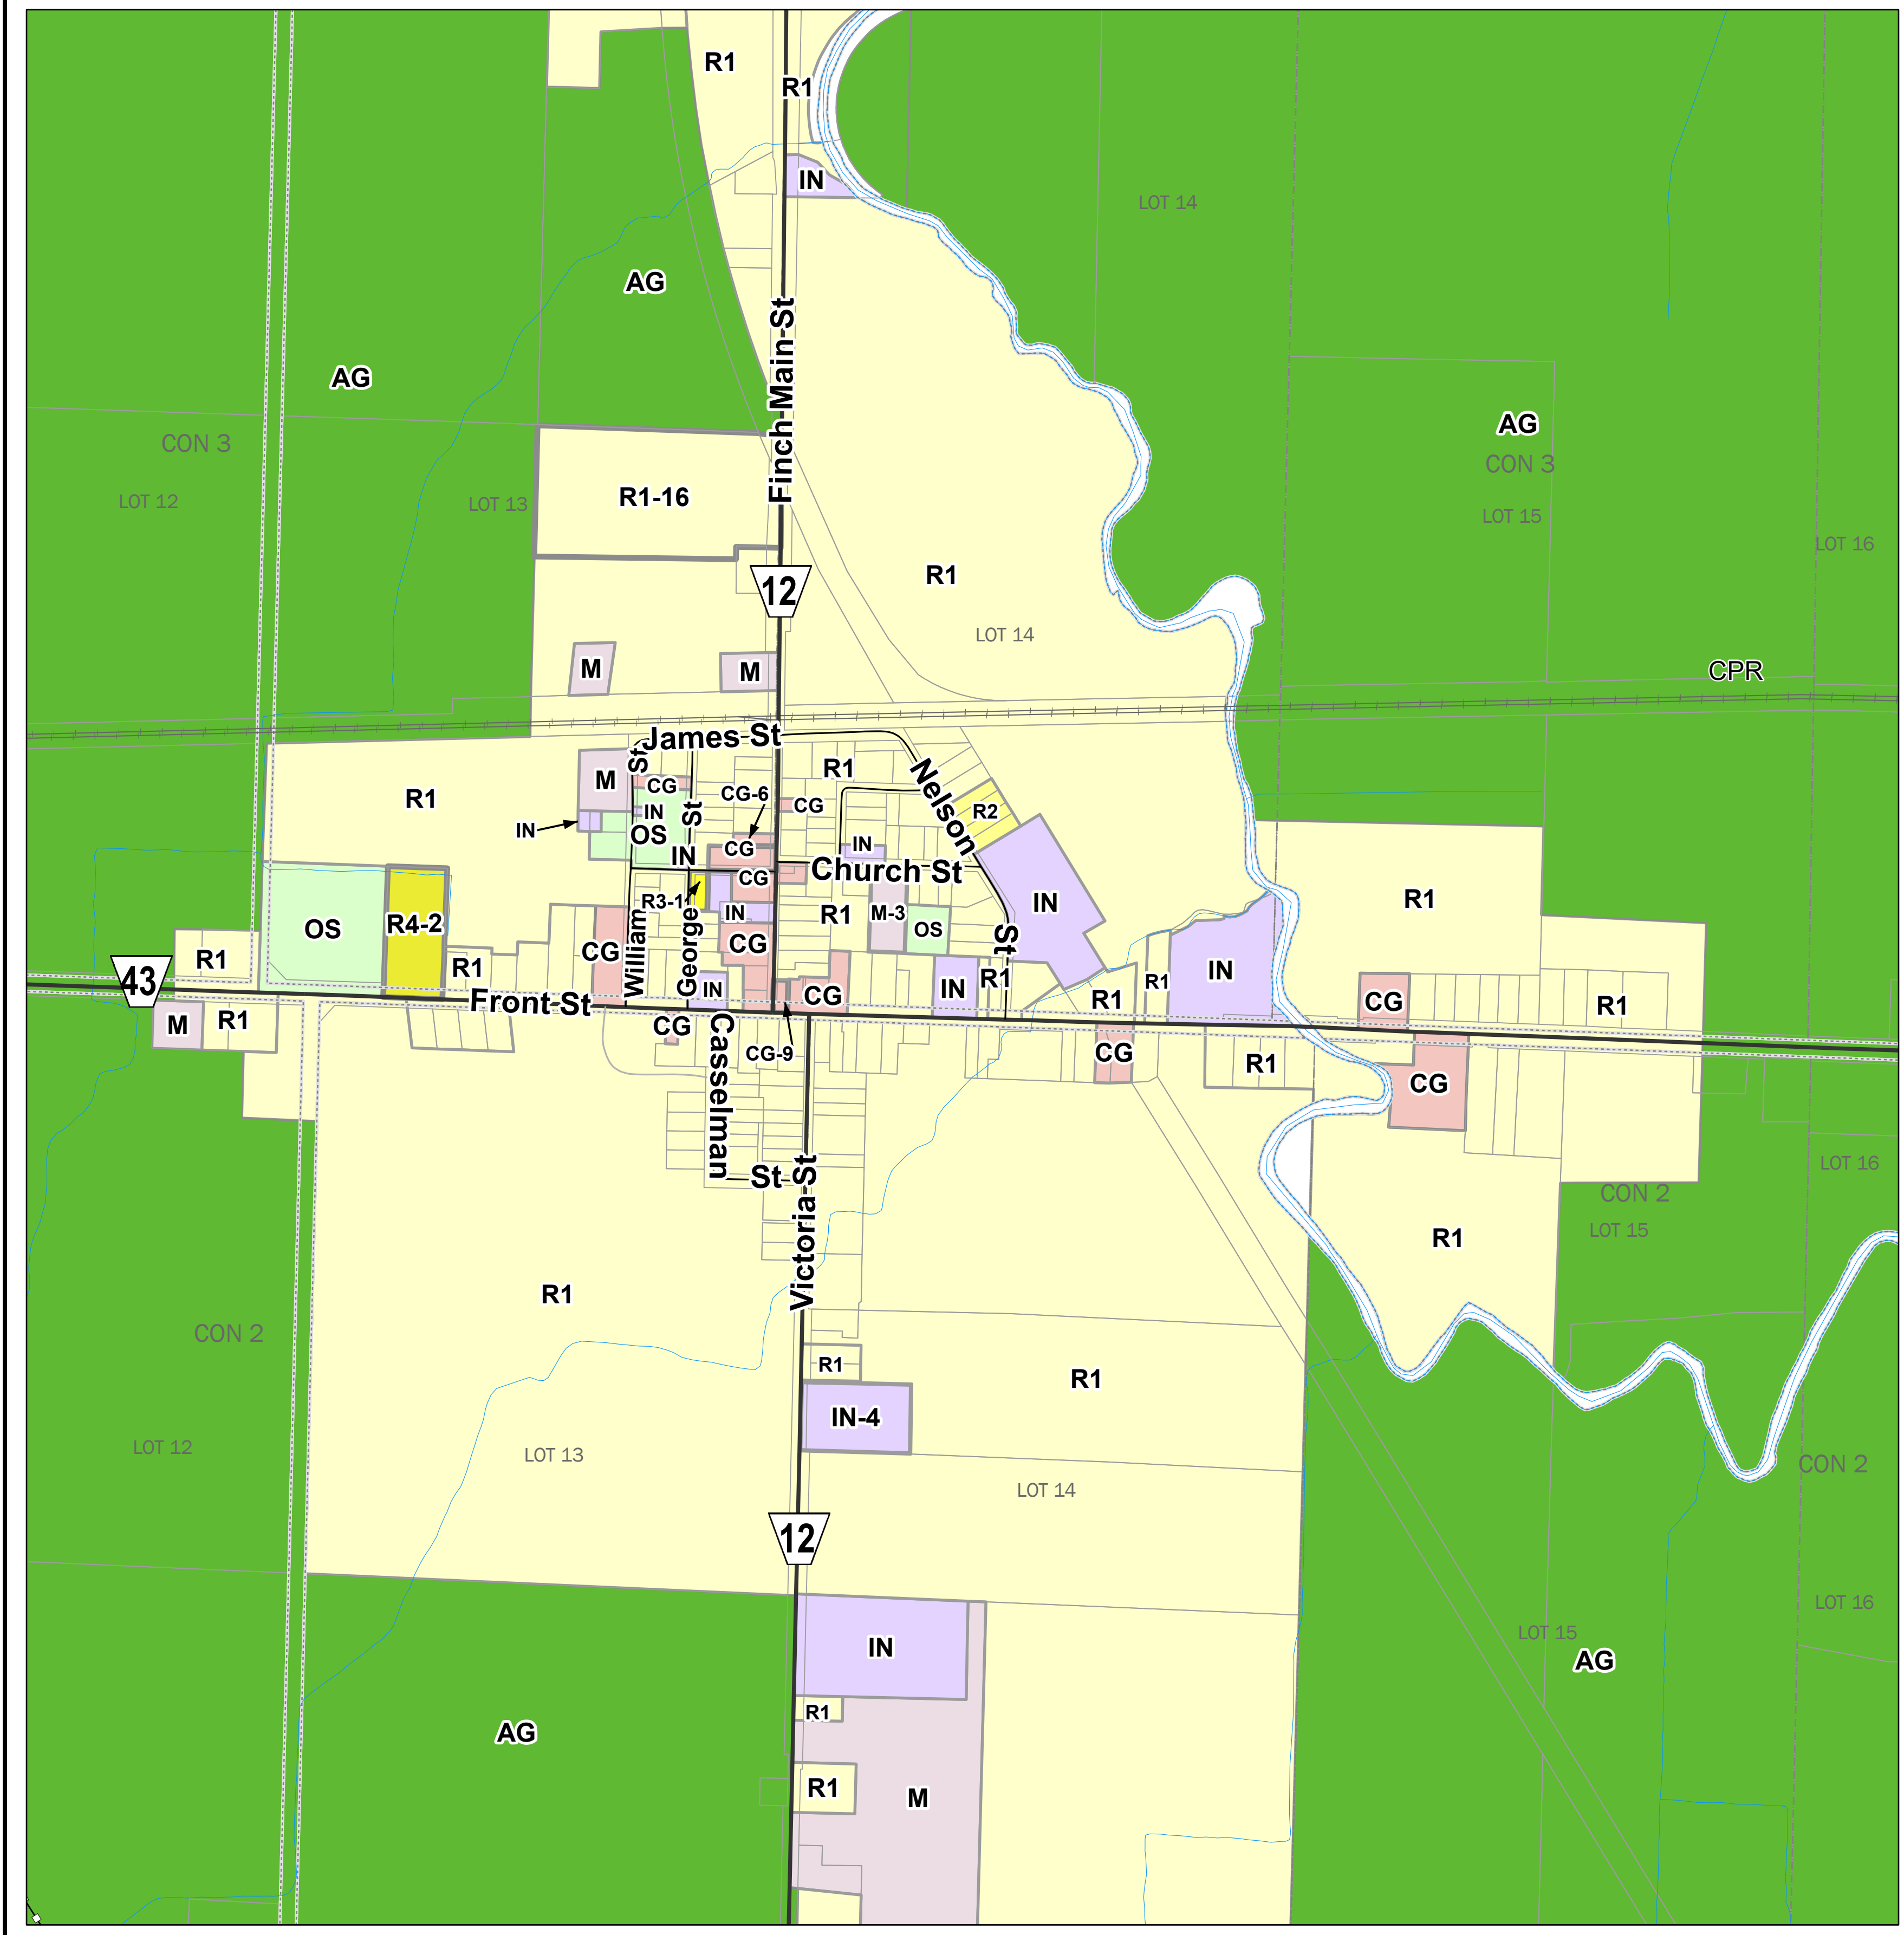 R1
R1
IN
LOT 14
AG
AG
AG
CON 3
CON 3
LOT 12
LOT 13
R1-16
LOT 15
LOT 16
Finch Main St
12
R1
LOT 14
M
M
CPR
James St
St
M
R1
CG
CG-6
CG
R1
Nelson
St
R2
IN
IN
OS
St
IN
CG
IN
Church St
CG
R3-1
IN
R1
M-3
OS
IN
R1
OS
R4-2
R1
R1
CG
William
George
CG
IN
CG
IN
R1
R1
R1
IN
CG
R1
43
M
R1
Front St
CG
Casselman
St
CG-9
CG
R1
CG
LOT 16
CON 2
LOT 15
R1
Victoria St
R1
CON 2
R1
R1
IN-4
LOT 12
LOT 13
LOT 14
CON 2
12
LOT 16
LOT 15
AG
IN
R1
AG
R1
M